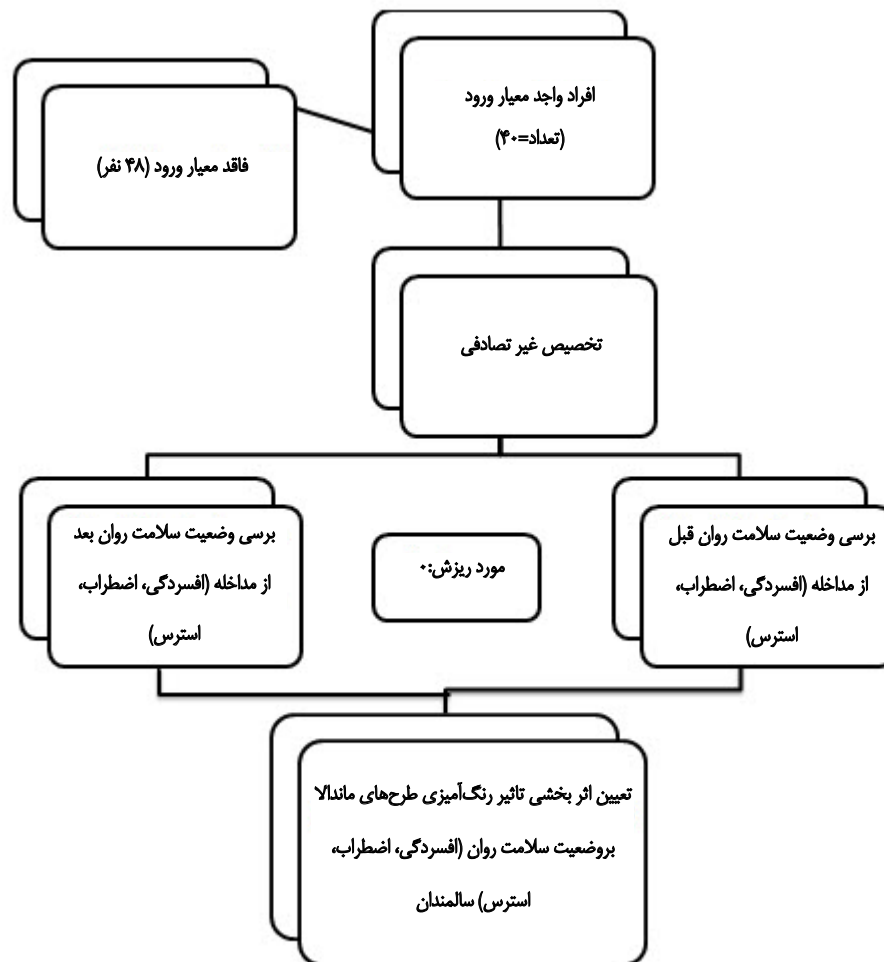 افراد واجد معیار ورود
(تعداد=۴۰)
فاقد معیار ورود (۴۸ نفر)
تخصیص غیر تصادفی
برسی وضعیت سلامت روان قبل
از مداخله (افسردگی، اضطراب،
استرس)
مورد ریزش:۰
برسی وضعیت سلامت روان بعد
از مداخله (افسردگی، اضطراب،
استرس)
تعیین اثر بخشی تاثیر رنگ‌آمیزی طرح‌های ماندالا
بروضعیت سلامت روان (افسردگی، اضطراب،
استرس) سالمندان